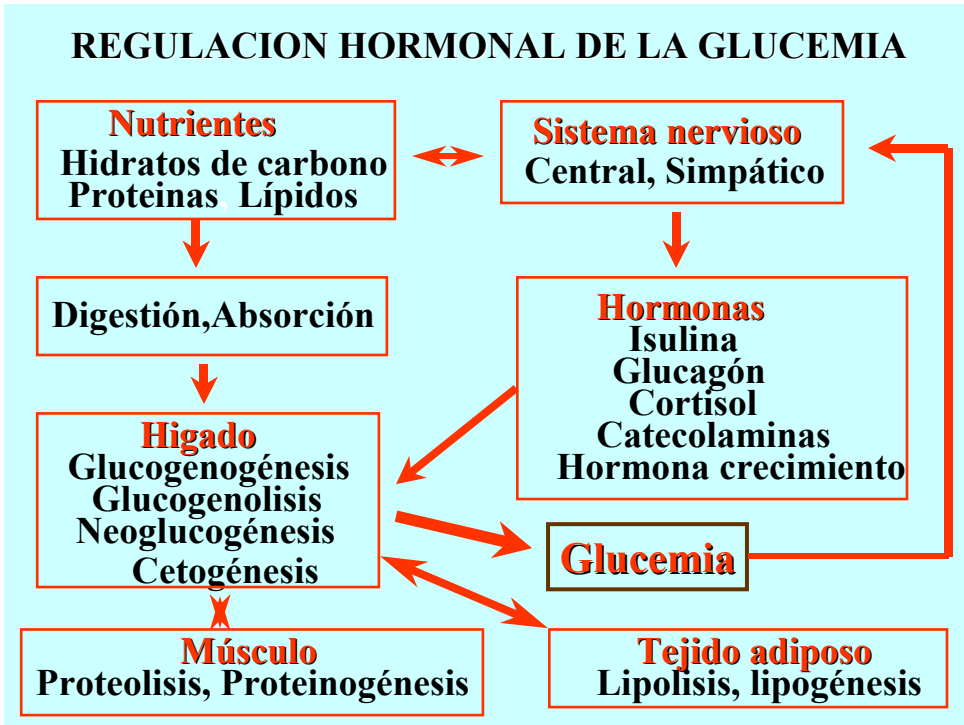 REGULACION HORMONAL DE LA GLUCEMIA
Nutrientes
Hidratos de carbono
Proteinas, Lípidos
Sistema nervioso
Central, Simpático
Digestión,Absorción
Hormonas
Isulina
Glucagón
Cortisol
Catecolaminas
Hormona crecimiento
Higado
Glucogenogénesis
Glucogenolisis
Neoglucogénesis
Cetogénesis
Glucemia
Músculo
Proteolisis, Proteinogénesis
Tejido adiposo
Lipolisis, lipogénesis